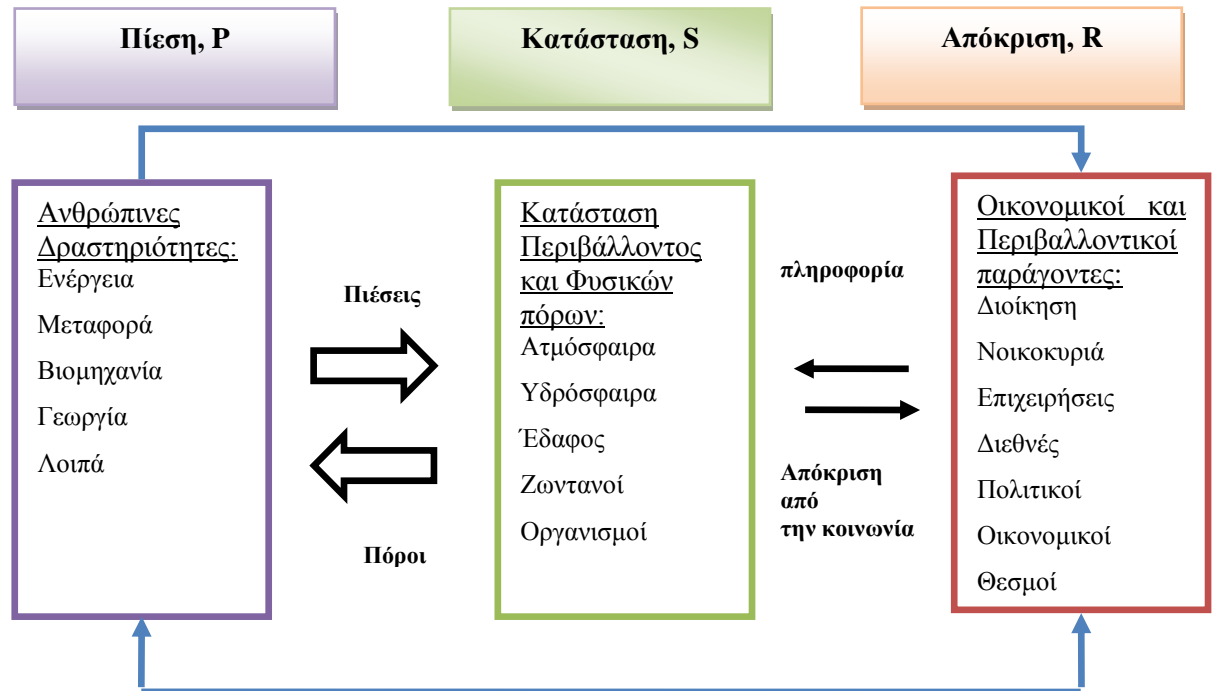 Πίεση, P
Κατάσταση, S
Απόκριση, R
Ανθρώπινες
Δραστηριότητες:
Ενέργεια
Μεταφορά
Βιομηχανία
Γεωργία
Λοιπά
Πιέσεις
Πόροι
Κατάσταση
Περιβάλλοντος
και Φυσικών
πόρων:
Ατμόσφαιρα
Υδρόσφαιρα
Έδαφος
Ζωντανοί
Οργανισμοί
πληροφορία
Απόκριση
από
την κοινωνία
Οικονομικοί και
Περιβαλλοντικοί
παράγοντες:
Διοίκηση
Νοικοκυριά
Επιχειρήσεις
Διεθνές
Πολιτικοί
Οικονομικοί
Θεσμοί